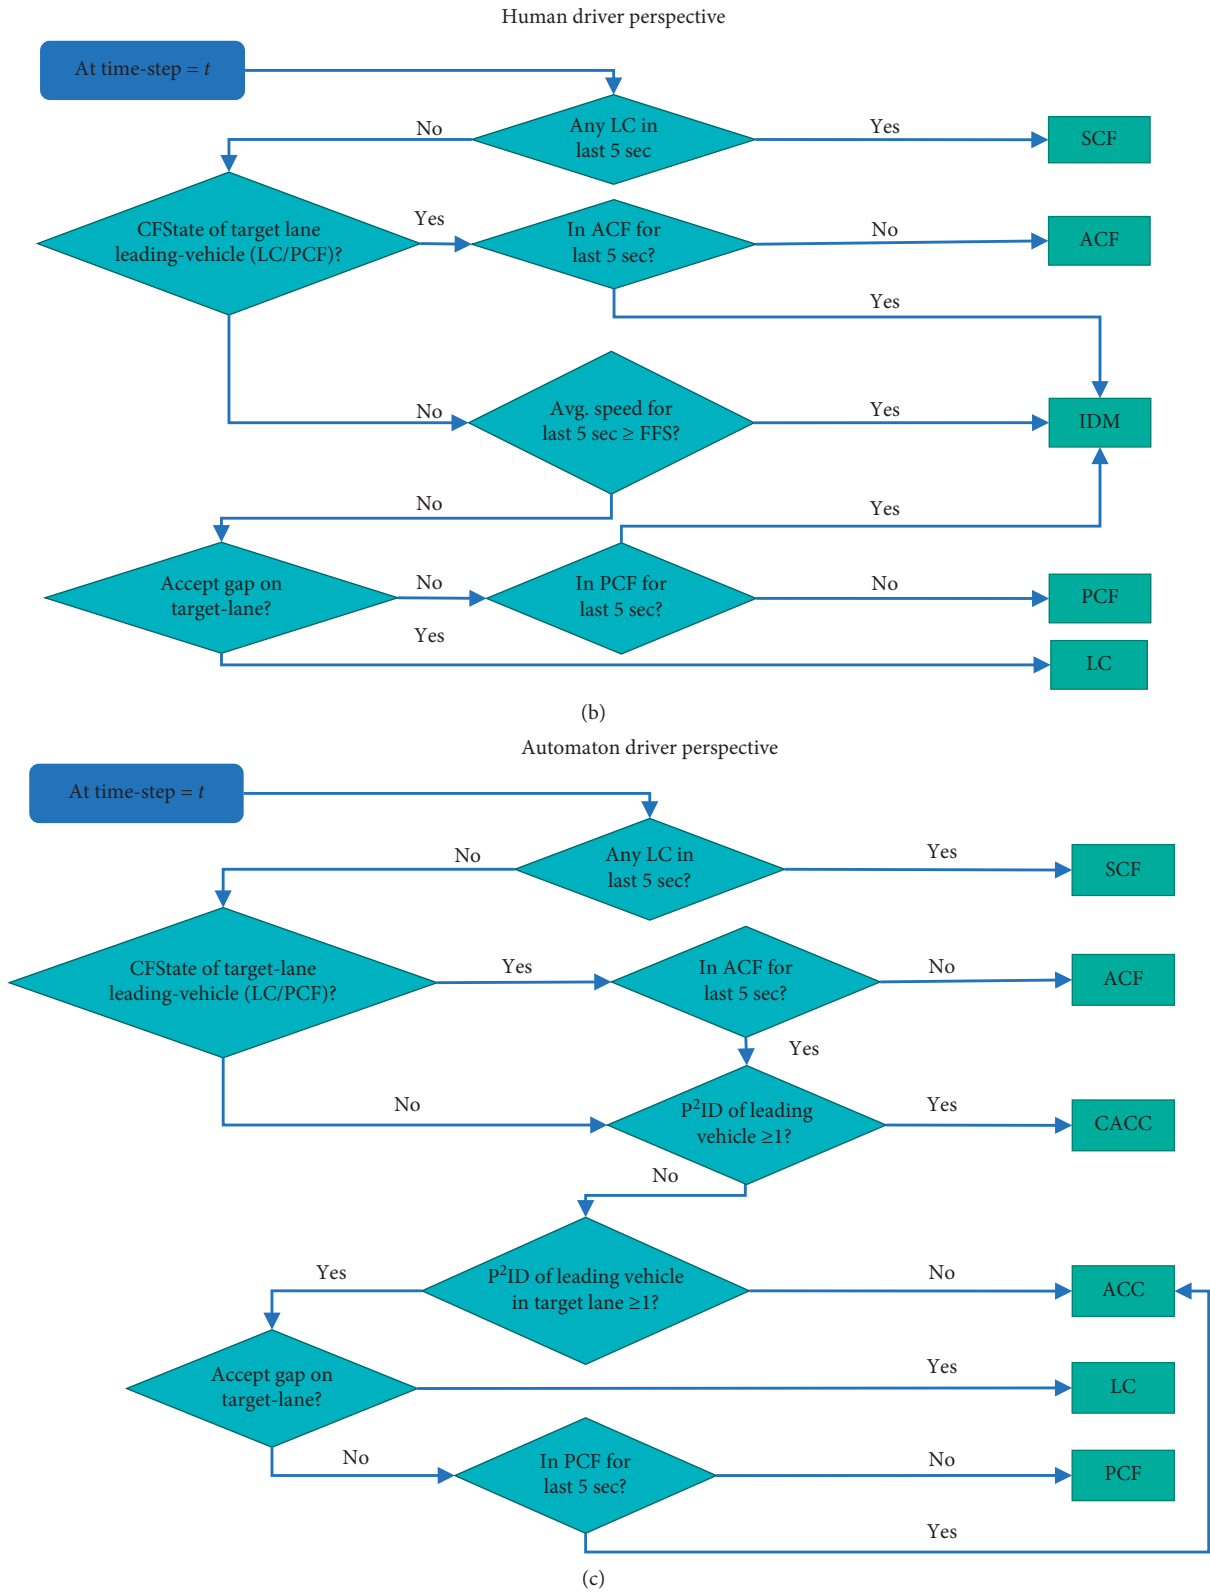 Human driver perspective
At time-step = t
Any LC in
last 5 sec
No
Yes
SCF
CFState of target lane
leading-vehicle (LC/PCF)?
Yes
In ACF for
last 5 sec?
No
ACF
Yes
No
Avg. speed for
last 5 sec ≥ FFS?
Yes
IDM
No
Yes
Accept gap on
target-lane?
No
In PCF for
last 5 sec?
No
PCF
Yes
LC
(b)
Automaton driver perspective
At time-step = t
Any LC in
last 5 sec?
No
Yes
SCF
CFState of target-lane
leading-vehicle (LC/PCF)?
Yes
In ACF for
last 5 sec?
No
ACF
Yes
No
P²ID of leading
vehicle ≥1?
Yes
CACC
No
P²ID of leading vehicle
in target lane ≥1?
Yes
No
ACC
Accept gap on
target-lane?
Yes
LC
No
In PCF for
last 5 sec?
No
PCF
Yes
(c)